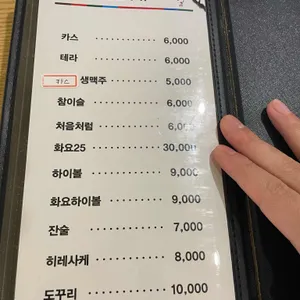 카스 ............ 6,000
테라 ............ 6,000
생맥주 ......... 5,000
참이슬 ......... 6,000
처음처럼 ...... 6,00
화요25 ......... 30,000
하이볼 ......... 9,000
화요하이볼 ...... 9,000
잔술 ............ 7,000
히레사케 ...... 8,000
도꾸리 ......... 10,000